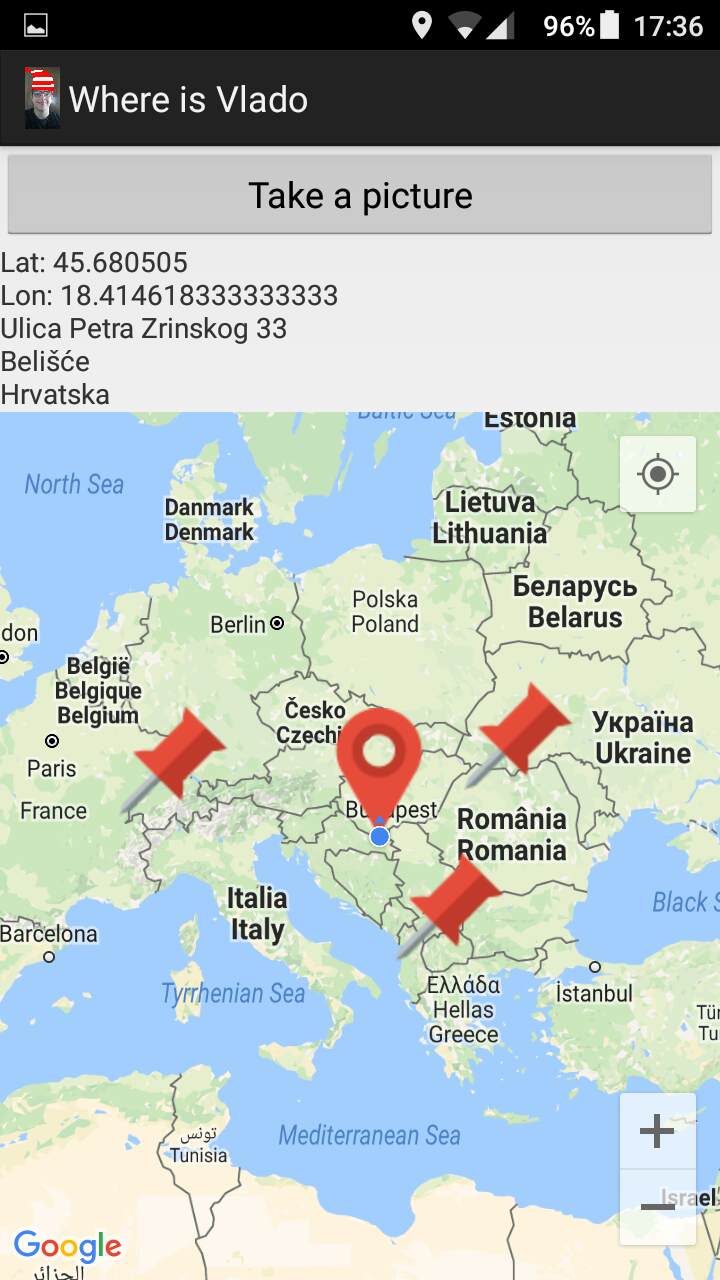 96% 17:36
Where is Vlado
Take a picture
Lat: 45.680505
Lon: 18.414618333333333
Ulica Petra Zrinskog 33
Belišće
Hrvatska
Baltic Sea
Estonia
North Sea
Danmark
Denmark
Lietuva
Lithuania
Беларусь
Belarus
Polska
Poland
Berlin
don
België
Belgique
Belgium
Česko
Czechi
Україна
Ukraine
Paris
France
România
Romania
Italia
Italy
Black S
Barcelona
Tyrrhenian Sea
Ελλάδα
Hellas
Greece
İstanbul
Tür
Tu
تونس
Tunisia
Mediterranean Sea
Israel
Google
الجزائر